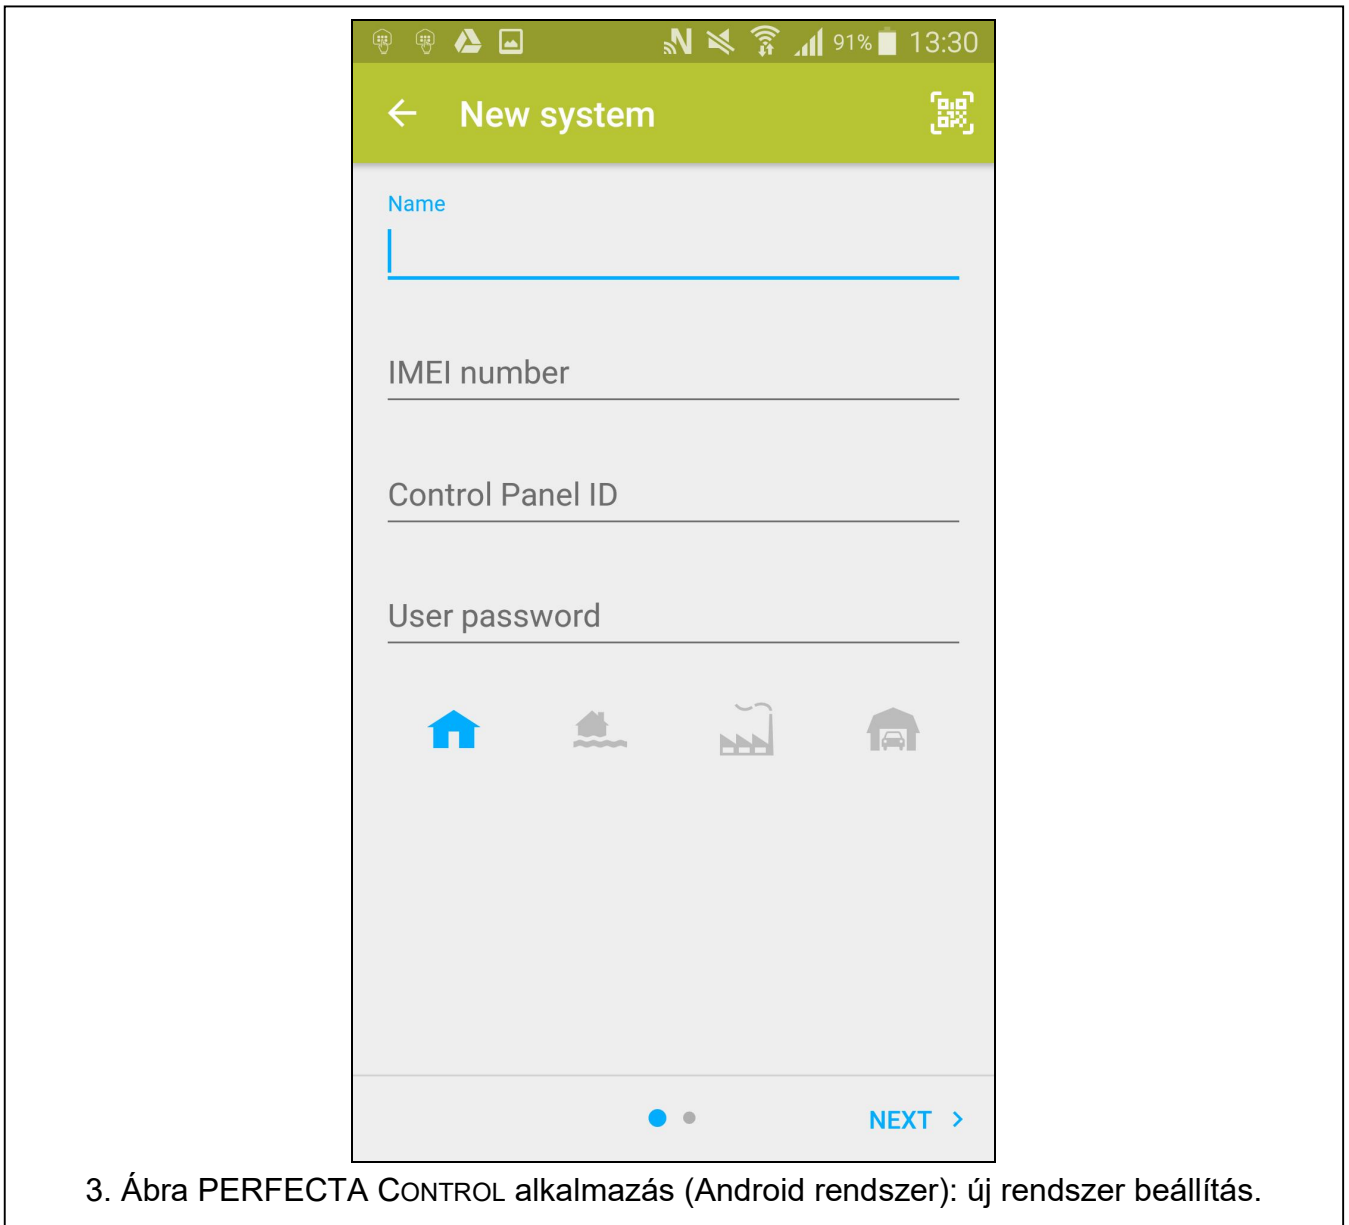 91% 13:30
New system
Name
IMEI number
Control Panel ID
User password
NEXT
3. Ábra PERFECTA CONTROL alkalmazás (Android rendszer): új rendszer beállítás.